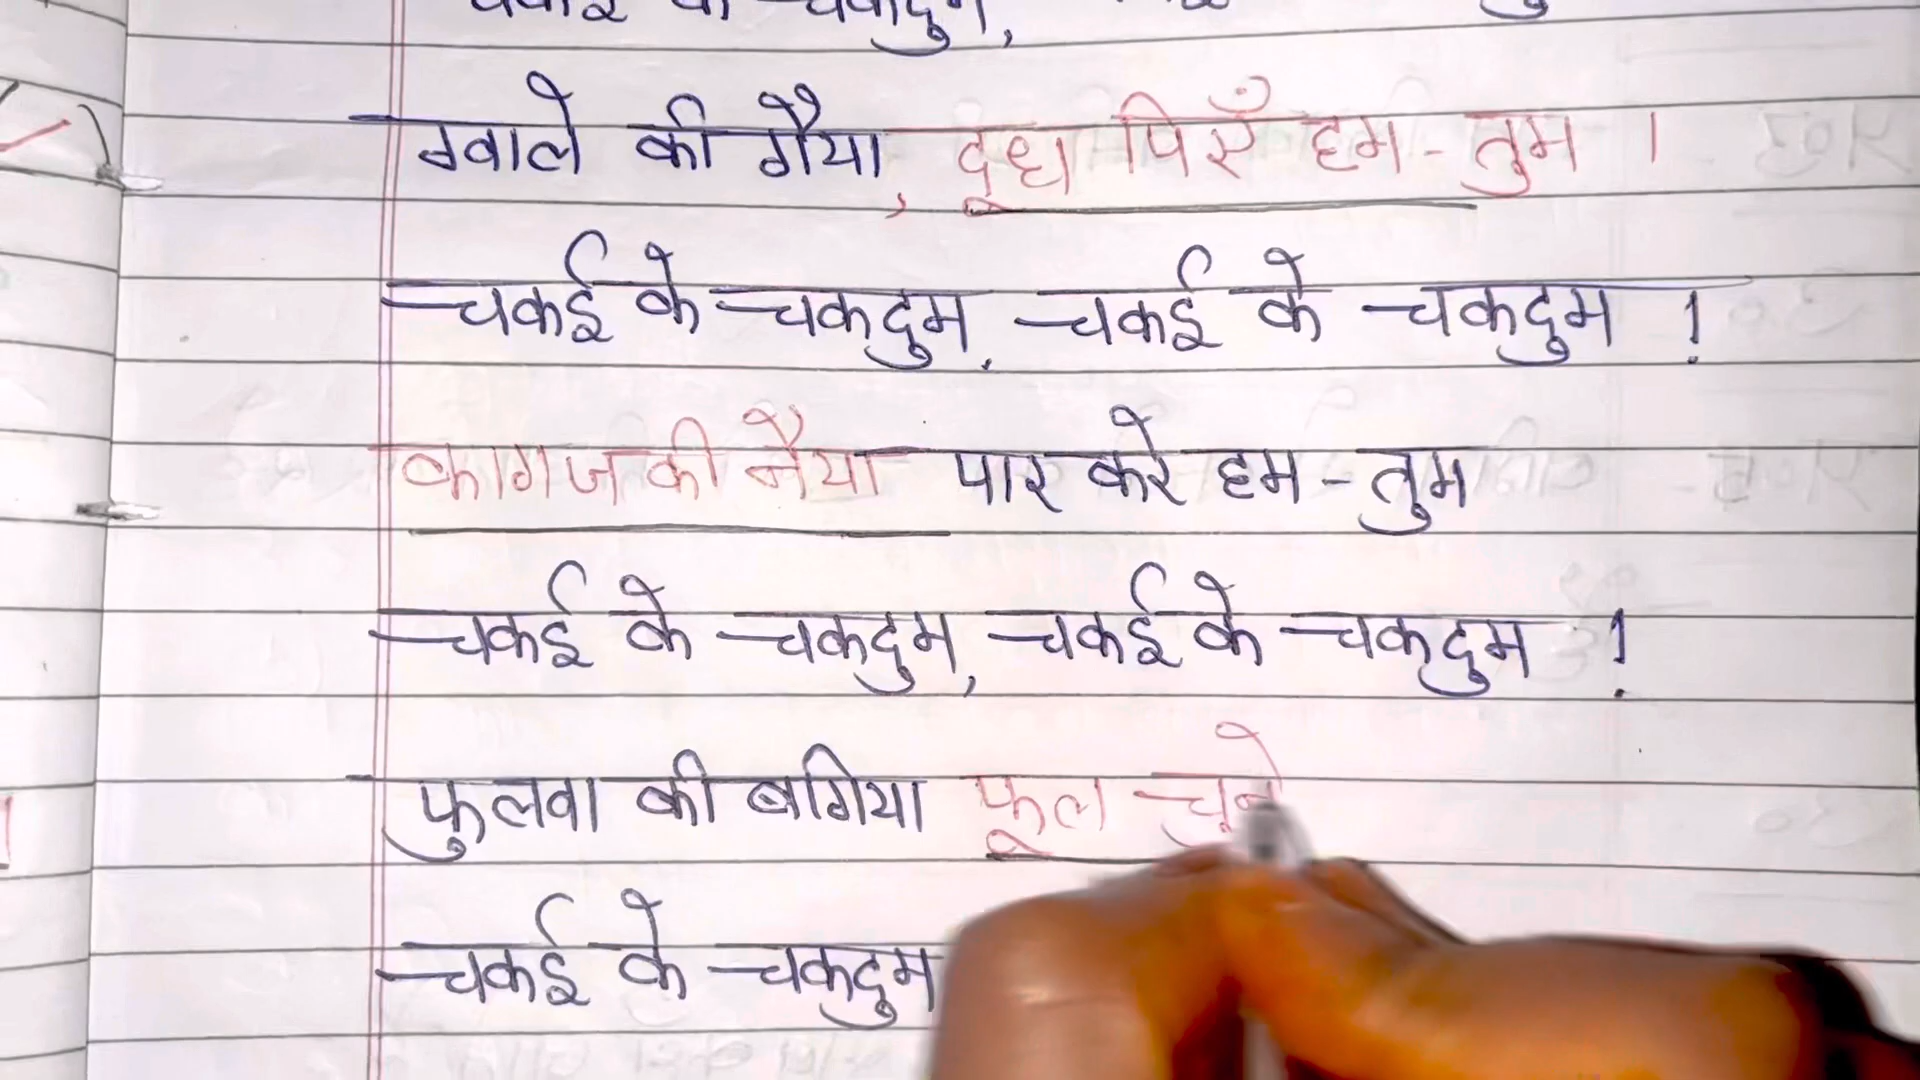 ग्वाले की गैया, दूध पिएँ हम-तुम ।
चकई के चकदुम, चकई के चकदुम !
कागज की नैया पार करे हम-तुम
चकई के चकदुम, चकई के चकदुम !
फुलवा की बगिया फूल चुने
चकई के चकदुम